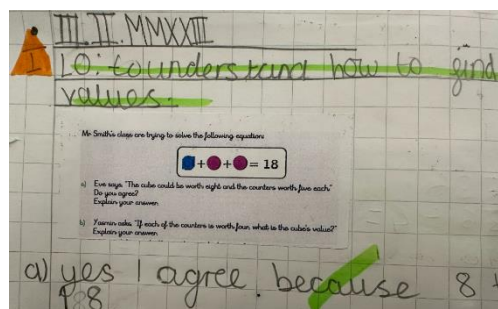 III.II.MMXXIII
LO: to understand how to find
values.
Mr Smith's class are trying to solve the following equation:
+ + = 18
a) Eve says "The cube could be worth eight and the counters worth five each."
Do you agree?
Explain your answer.
b) Yasmin asks "If each of the counters is worth four, what is the cube's value?"
Explain your answer.
a) yes I agree. because 8 +